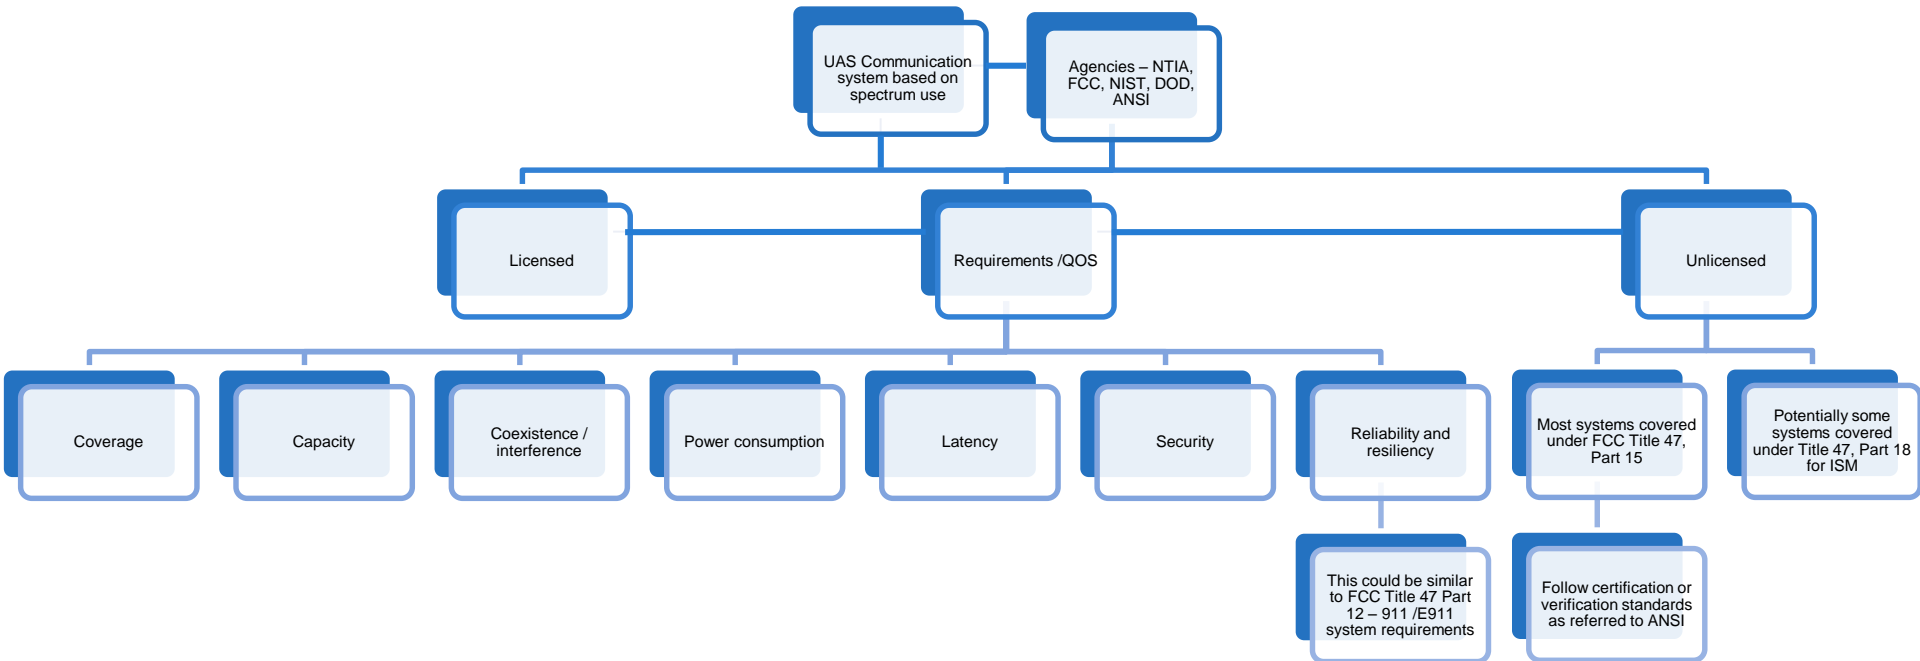 UAS Communication
system based on
spectrum use
Agencies – NTIA,
FCC, NIST, DOD,
ANSI
Licensed
Requirements /QOS
Unlicensed
Coverage
Capacity
Coexistence /
interference
Power consumption
Latency
Security
Reliability and
resiliency
Most systems covered
under FCC Title 47,
Part 15
Potentially some
systems covered
under Title 47, Part 18
for ISM
This could be similar
to FCC Title 47 Part
12 – 911 /E911
system requirements
Follow certification or
verification standards
as referred to ANSI